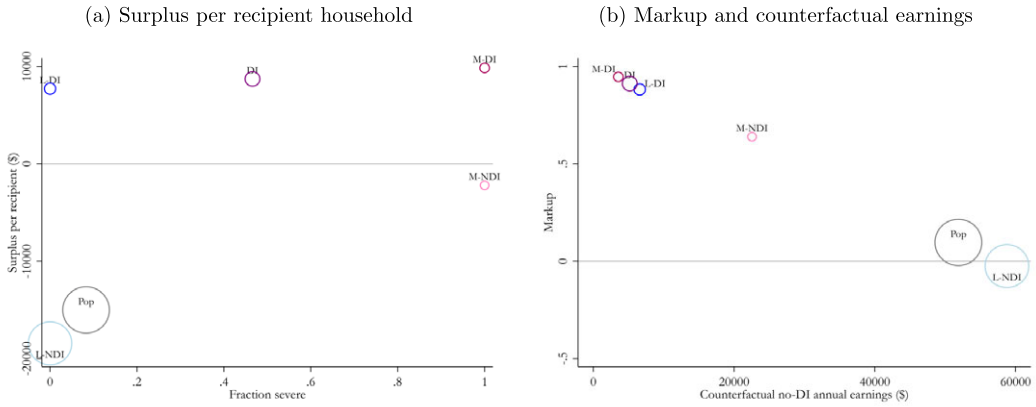 (a) Surplus per recipient household
(b) Markup and counterfactual earnings
Surplus per recipient ($)
10000
0
-10000
-20000
L-DI
DI
M-DI
M-NDI
Pop
L-NDI
0
.2
.4
.6
.8
1
Fraction severe
Markup
1
.5
0
-.5
M-DI
DI
L-DI
M-NDI
Pop
L-NDI
0
20000
40000
60000
Counterfactual no-DI annual earnings ($)